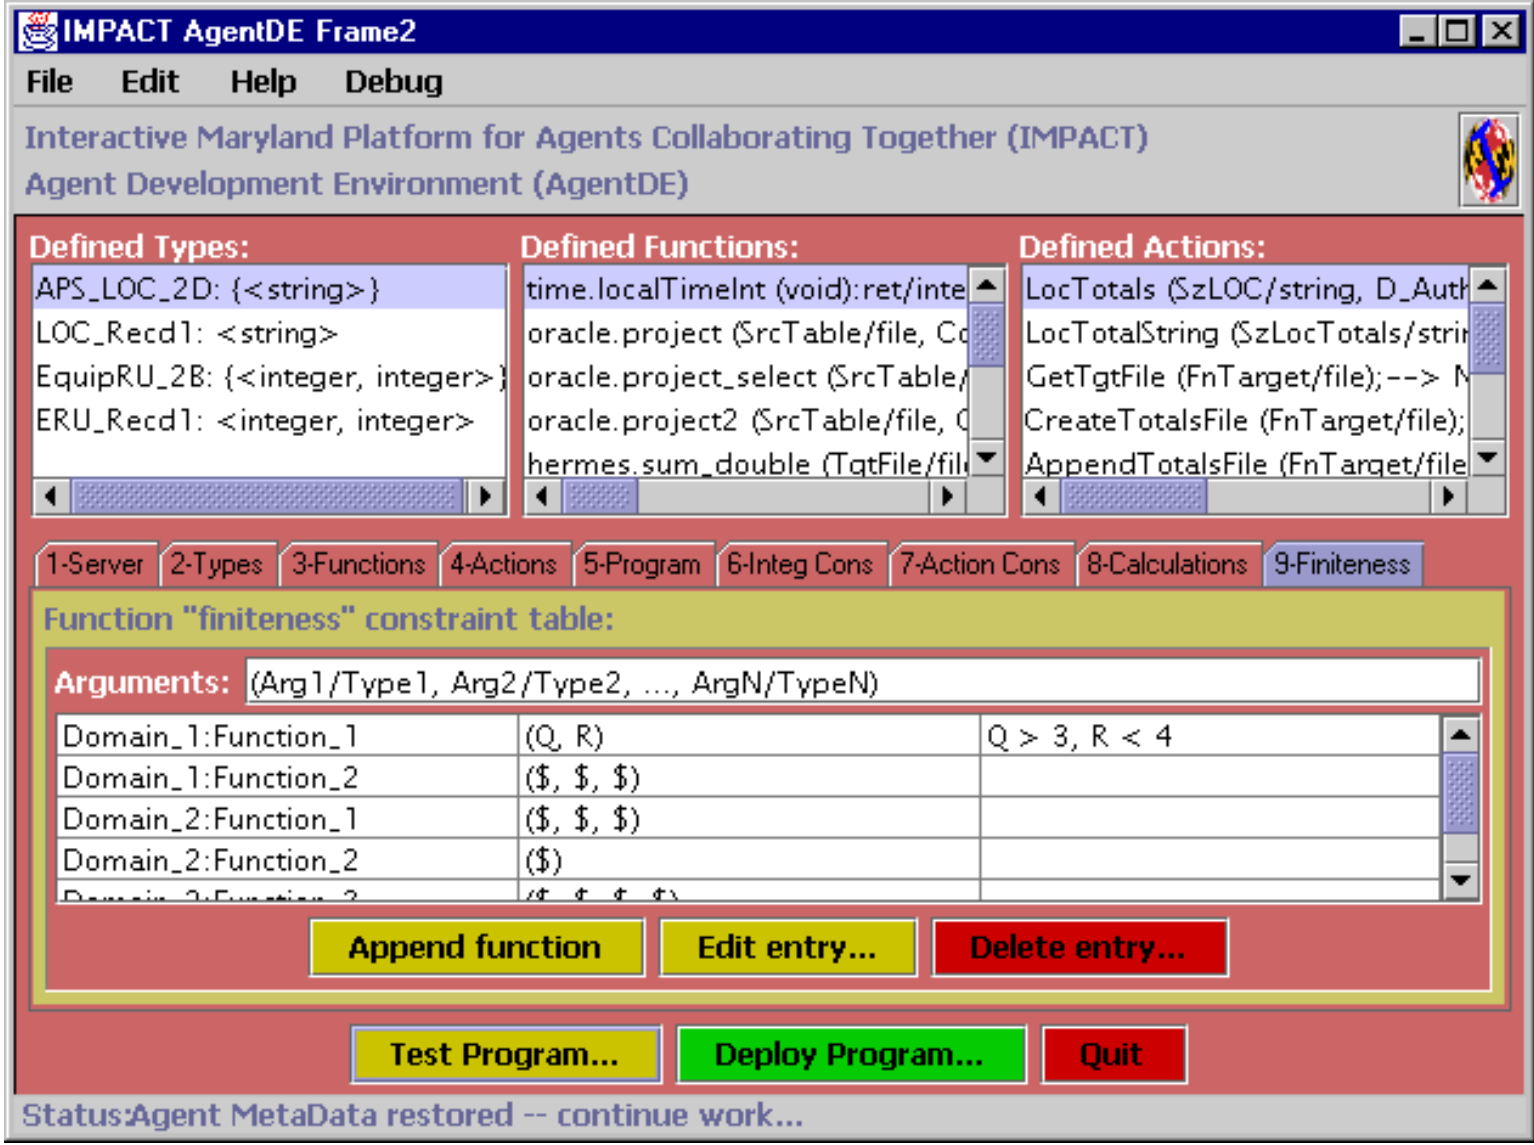 IMPACT AgentDE Frame2
File Edit Help Debug
Interactive Maryland Platform for Agents Collaborating Together (IMPACT)
Agent Development Environment (AgentDE)
Defined Types:
APS_LOC_2D: {<string>}
LOC_Recd1: <string>
EquipRU_2B: {<integer, integer>}
ERU_Recd1: <integer, integer>
Defined Functions:
time.localTimeInt (void):ret/inte
oracle.project (SrcTable/file, Co
oracle.project_select (SrcTable/
oracle.project2 (SrcTable/file, C
hermes.sum_double (TgtFile/file
Defined Actions:
LocTotals (SzLOC/string, D_Auth
LocTotalString (SzLocTotals/strin
GetTgtFile (FnTarget/file);--> N
CreateTotalsFile (FnTarget/file);
AppendTotalsFile (FnTarget/file
1-Server 2-Types 3-Functions 4-Actions 5-Program 6-Integ Cons 7-Action Cons 8-Calculations 9-Finiteness
Function "finiteness" constraint table:
Arguments: (Arg1/Type1, Arg2/Type2, ..., ArgN/TypeN)
Domain_1:Function_1 (Q, R) Q > 3, R < 4
Domain_1:Function_2 ($, $, $)
Domain_2:Function_1 ($, $, $)
Domain_2:Function_2 ($)
($, $, $, $)
Append function Edit entry... Delete entry...
Test Program... Deploy Program... Quit
Status:Agent MetaData restored -- continue work...